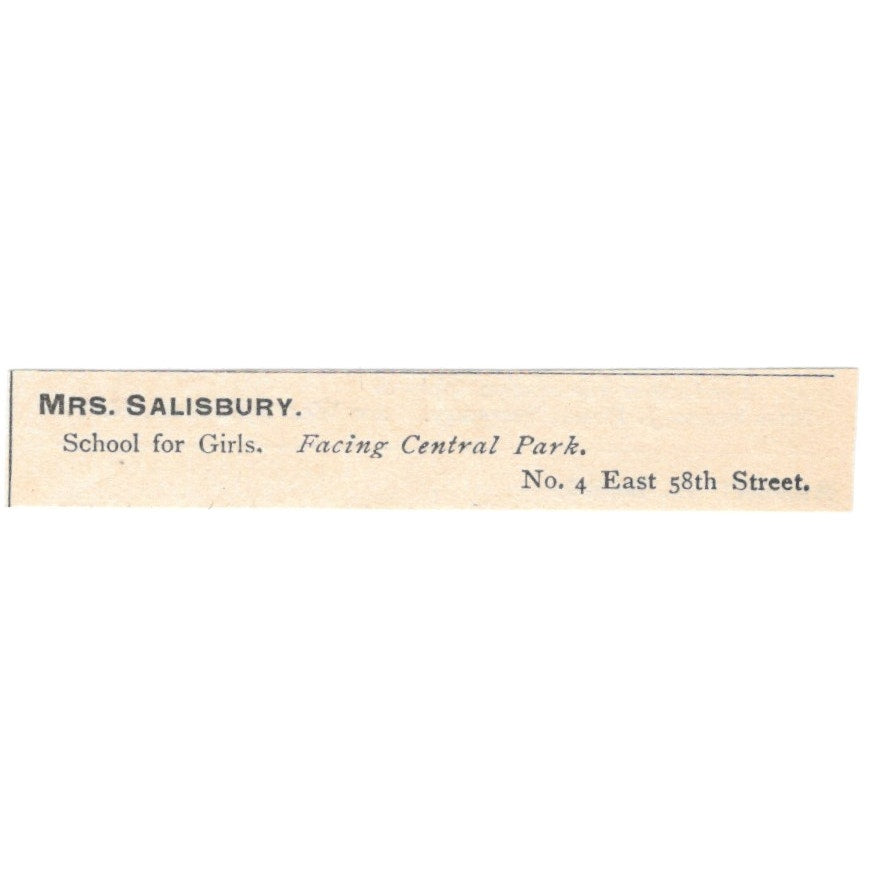 MRS. SALISBURY.
School for Girls. Facing Central Park.
No. 4 East 58th Street.